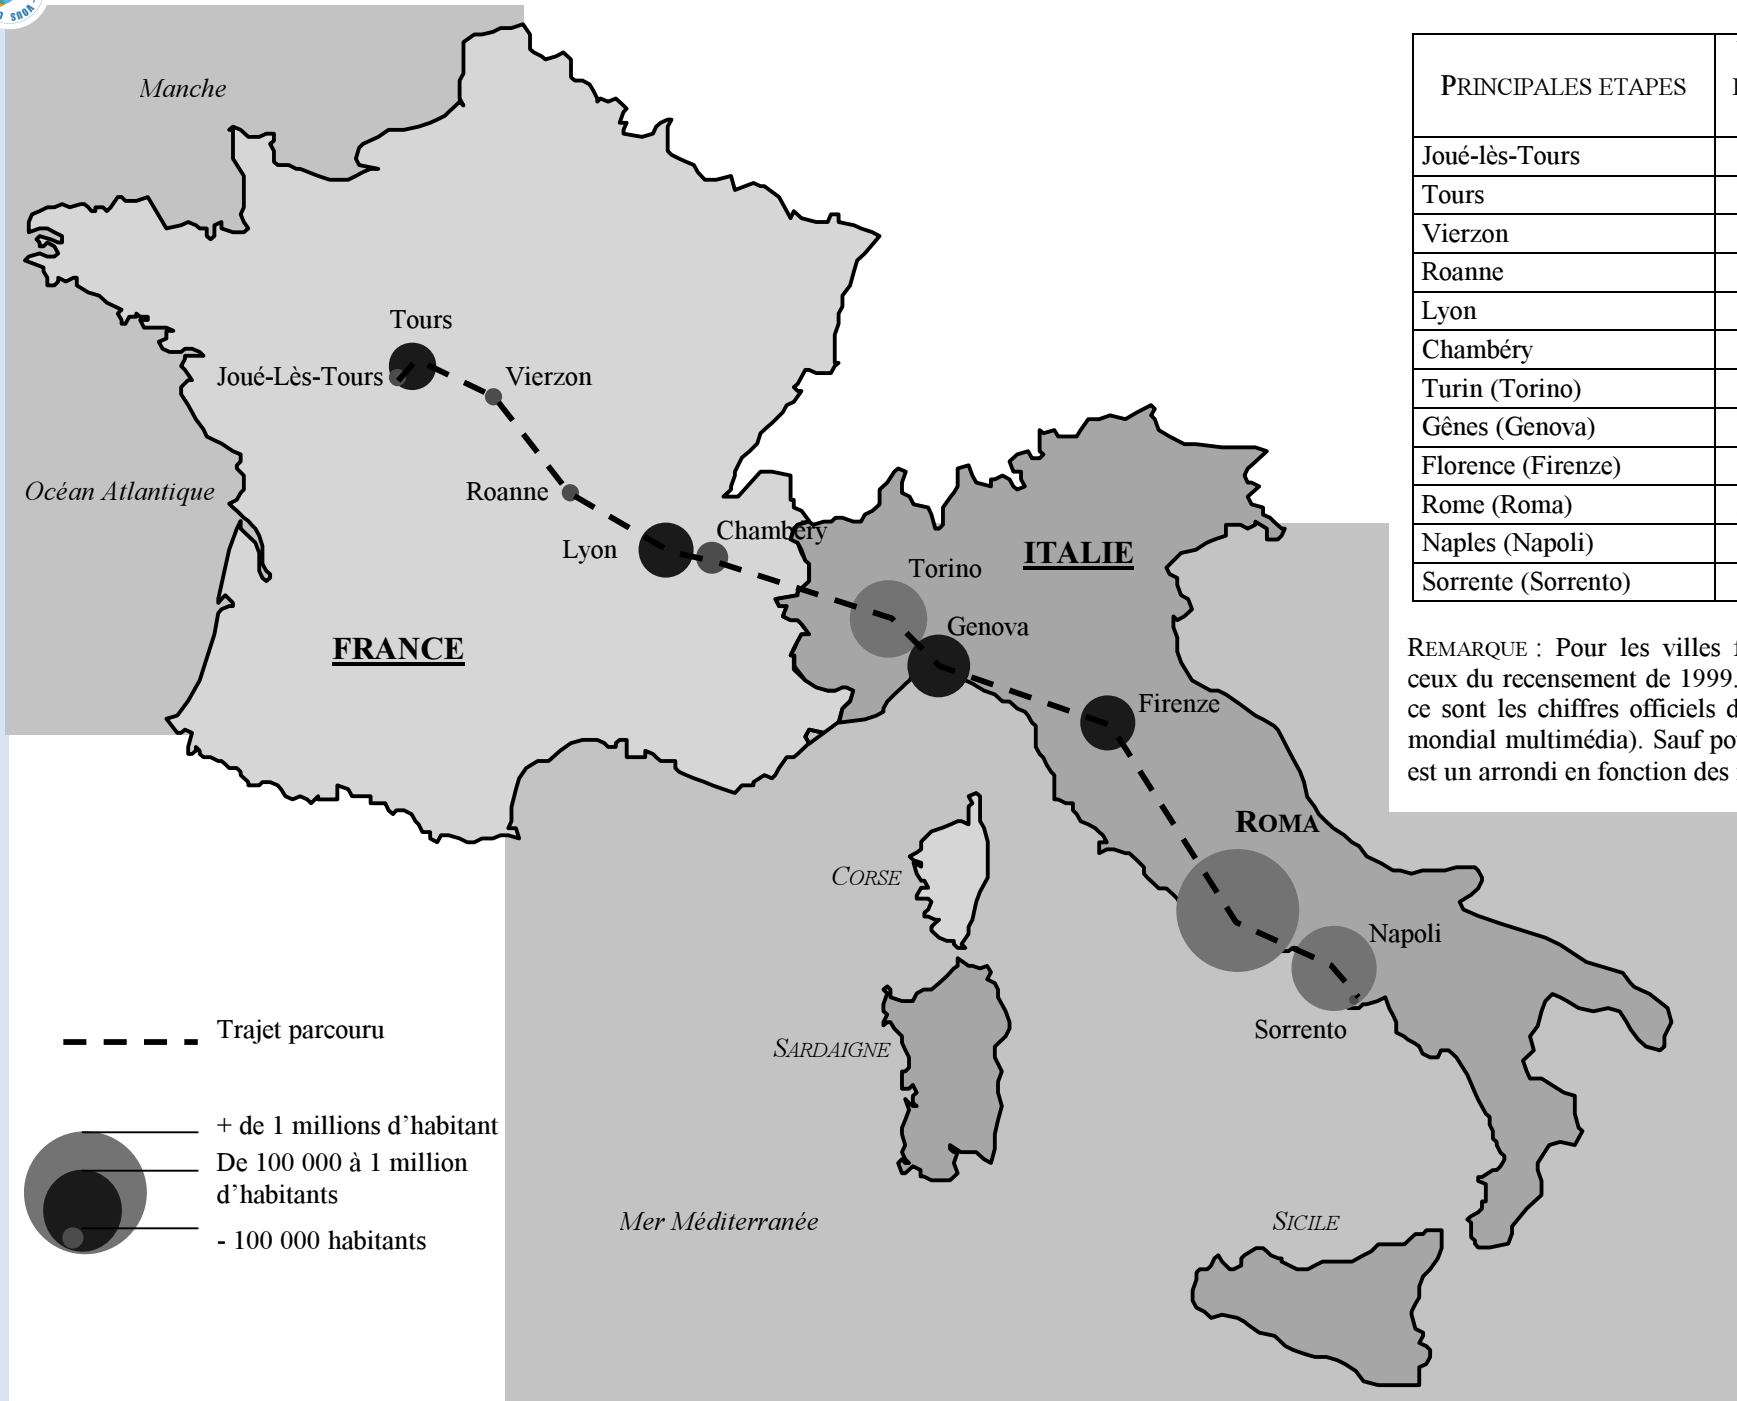 Manche
Tours
Joué-Lès-Tours
Vierzon
Océan Atlantique
Roanne
Lyon
Chambéry
ITALIE
Torino
Genova
FRANCE
Firenze
ROMA
CORSE
Napoli
Sorrento
SARDAIGNE
Mer Méditerranée
SICILE
Trajet parcouru
+ de 1 millions d’habitant
De 100 000 à 1 million
d’habitants
- 100 000 habitants
PRINCIPALES ETAPES
Joué-lès-Tours
Tours
Vierzon
Roanne
Lyon
Chambéry
Turin (Torino)
Gênes (Genova)
Florence (Firenze)
Rome (Roma)
Naples (Napoli)
Sorrente (Sorrento)
REMARQUE : Pour les villes
ceux du recensement de 1999.
ce sont les chiffres officiels
mondial multimédia). Sauf
est un arrondi en fonction des